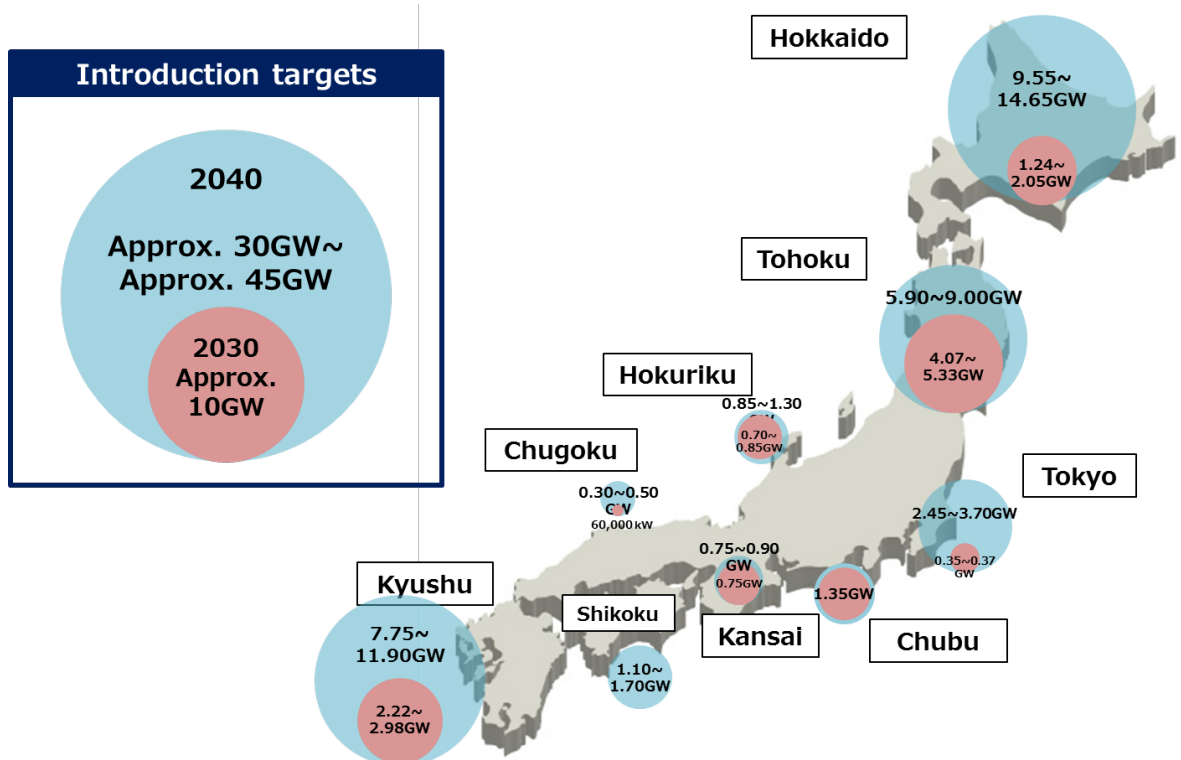 Introduction targets
2040
Approx. 30GW~
Approx. 45GW
2030
Approx.
10GW
Hokkaido
9.55~
14.65GW
1.24~
2.05GW
Tohoku
5.90~9.00GW
4.07~
5.33GW
Hokuriku
0.85~1.30
GW
0.70~
0.85GW
Chugoku
0.30~0.50
GW
60,000kW
Tokyo
2.45~3.70GW
0.35~0.37
GW
0.75~0.90
GW
0.75GW
Kansai
1.35GW
Chubu
Kyushu
7.75~
11.90GW
2.22~
2.98GW
Shikoku
1.10~
1.70GW